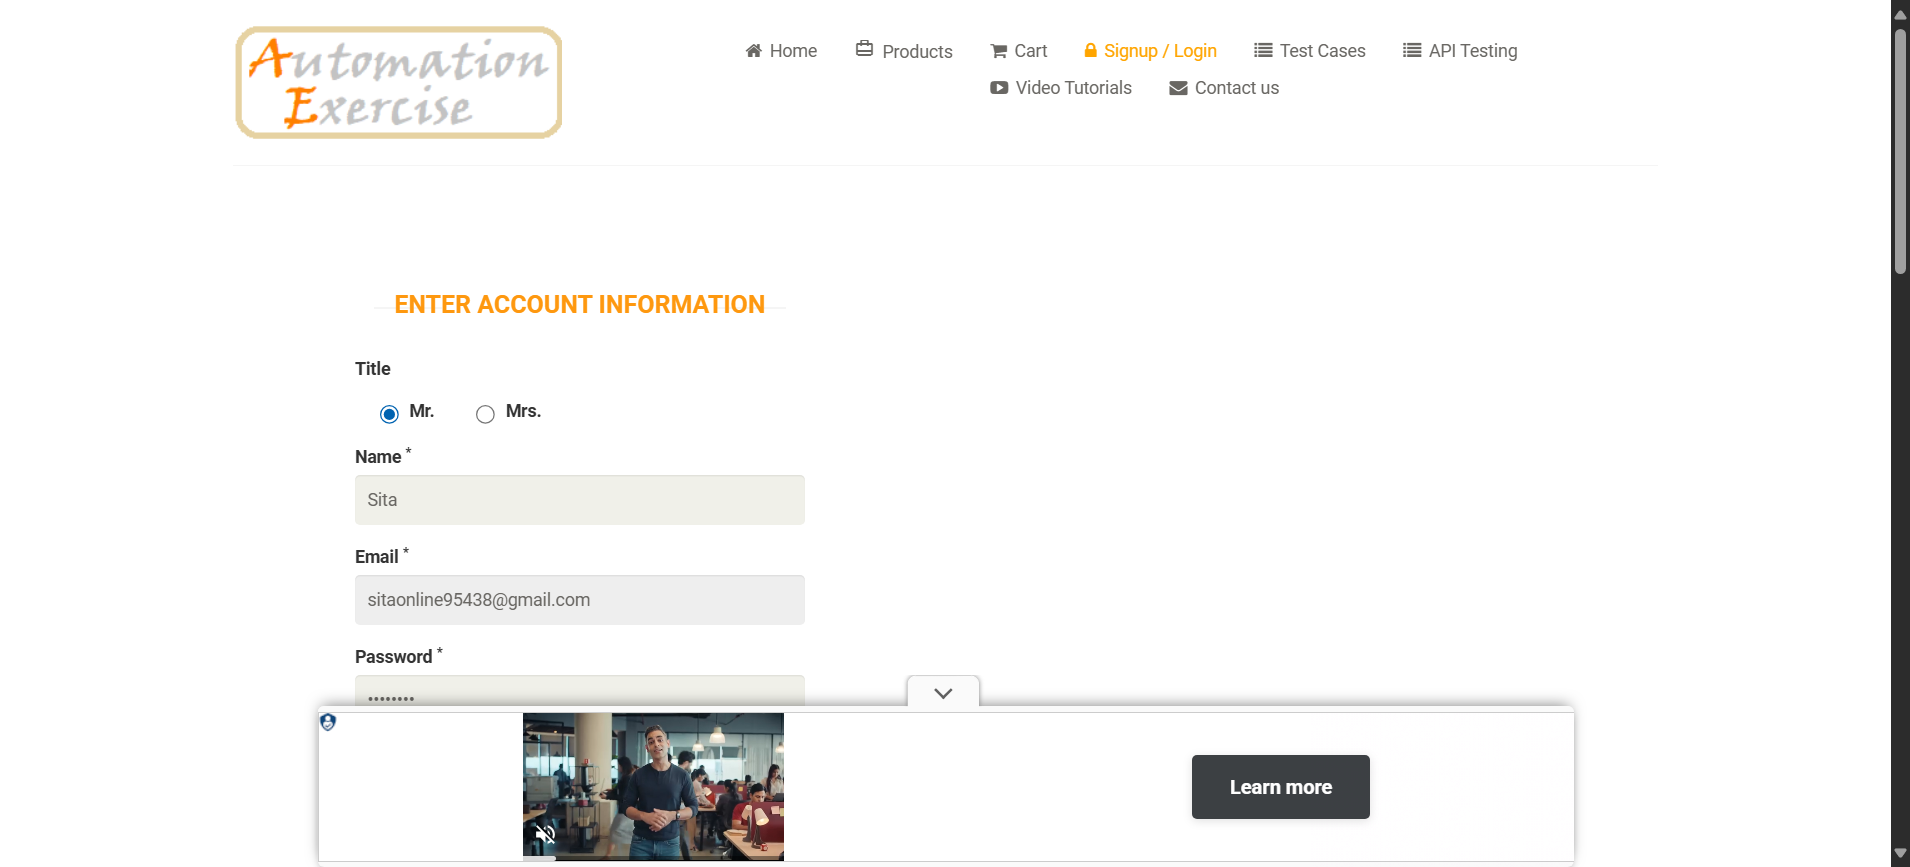 Automation
Exercise
Home
Products
Cart
Signup / Login
Test Cases
API Testing
Video Tutorials
Contact us
ENTER ACCOUNT INFORMATION
Title
Mr.
Mrs.
Name *
Sita
Email *
sitaonline95438@gmail.com
Password *
••••••••
Learn more